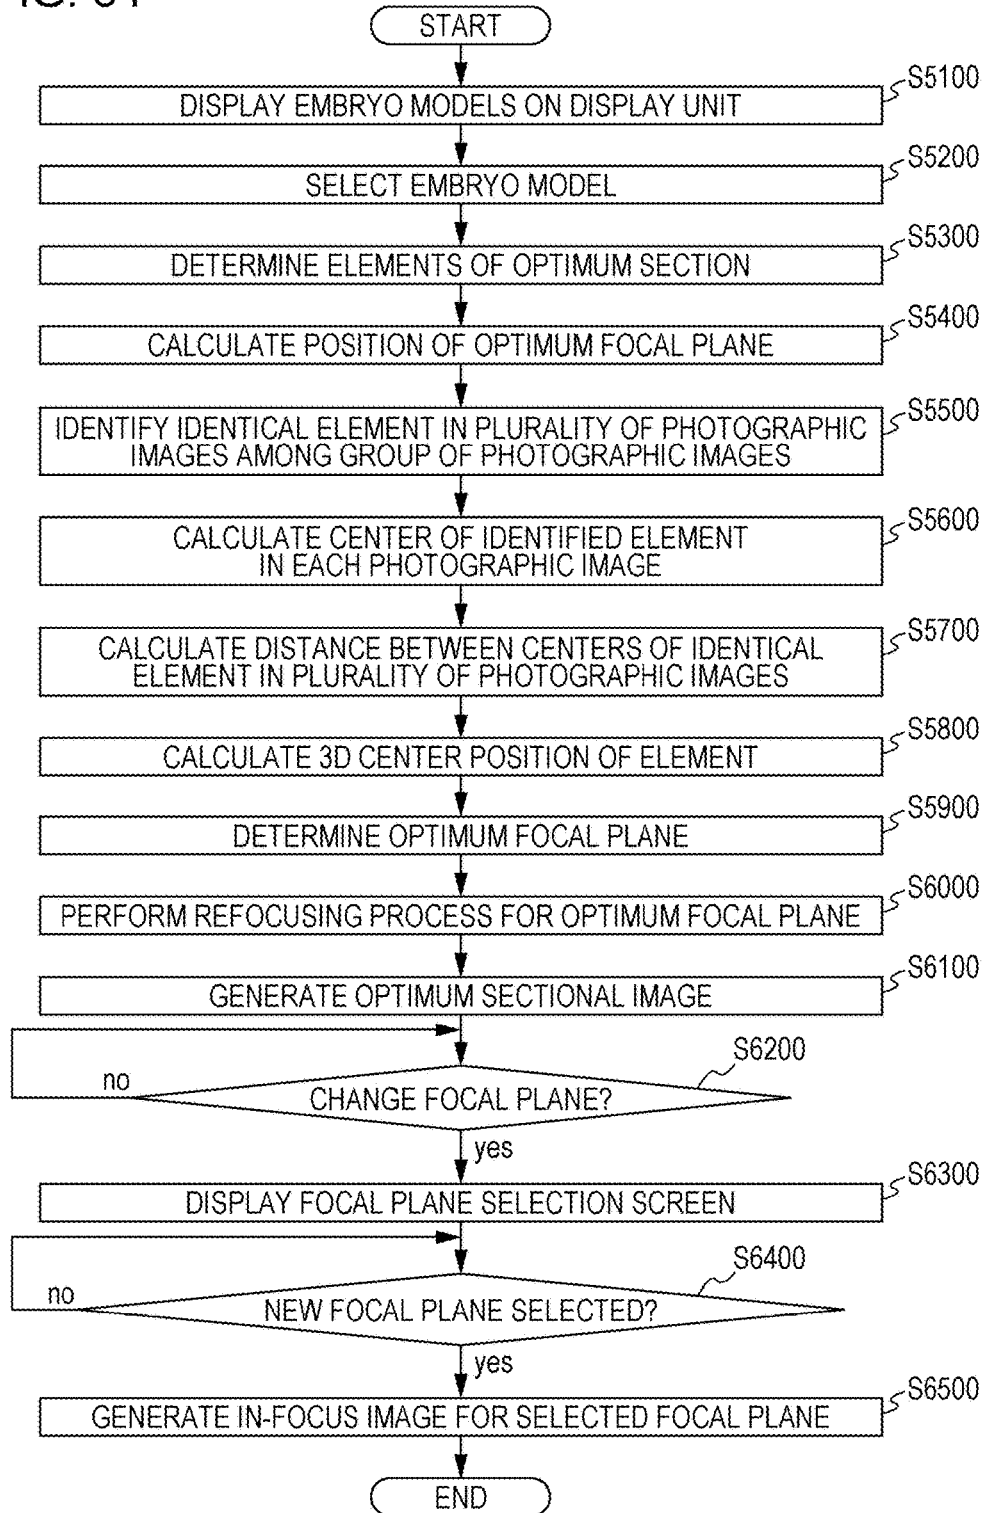 START
S5100
DISPLAY EMBRYO MODELS ON DISPLAY UNIT
S5200
SELECT EMBRYO MODEL
S5300
DETERMINE ELEMENTS OF OPTIMUM SECTION
S5400
CALCULATE POSITION OF OPTIMUM FOCAL PLANE
S5500
IDENTIFY IDENTICAL ELEMENT IN PLURALITY OF PHOTOGRAPHIC
IMAGES AMONG GROUP OF PHOTOGRAPHIC IMAGES
S5600
CALCULATE CENTER OF IDENTIFIED ELEMENT
IN EACH PHOTOGRAPHIC IMAGE
S5700
CALCULATE DISTANCE BETWEEN CENTERS OF IDENTICAL
ELEMENT IN PLURALITY OF PHOTOGRAPHIC IMAGES
S5800
CALCULATE 3D CENTER POSITION OF ELEMENT
S5900
DETERMINE OPTIMUM FOCAL PLANE
S6000
PERFORM REFOCUSING PROCESS FOR OPTIMUM FOCAL PLANE
S6100
GENERATE OPTIMUM SECTIONAL IMAGE
S6200
no
CHANGE FOCAL PLANE?
yes
S6300
DISPLAY FOCAL PLANE SELECTION SCREEN
S6400
no
NEW FOCAL PLANE SELECTED?
yes
S6500
GENERATE IN-FOCUS IMAGE FOR SELECTED FOCAL PLANE
END